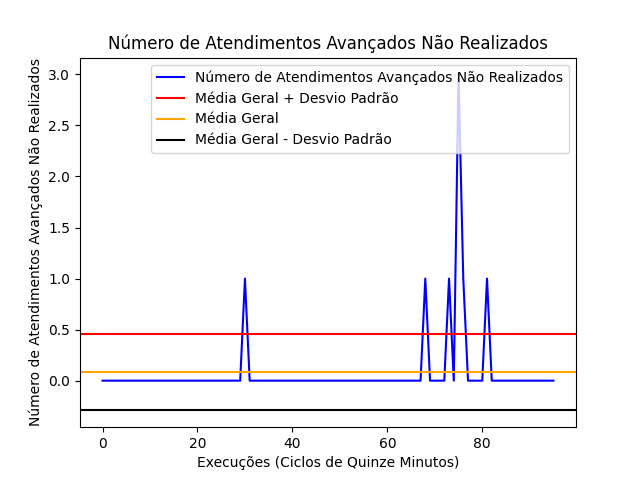 Número de Atendimentos Avançados Não Realizados
Número de Atendimentos Avançados Não Realizados
3.0
2.5
2.0
1.5
1.0
0.5
0.0
Número de Atendimentos Avançados Não Realizados
Média Geral + Desvio Padrão
Média Geral
Média Geral - Desvio Padrão
0
20
40
60
80
Execuções (Ciclos de Quinze Minutos)